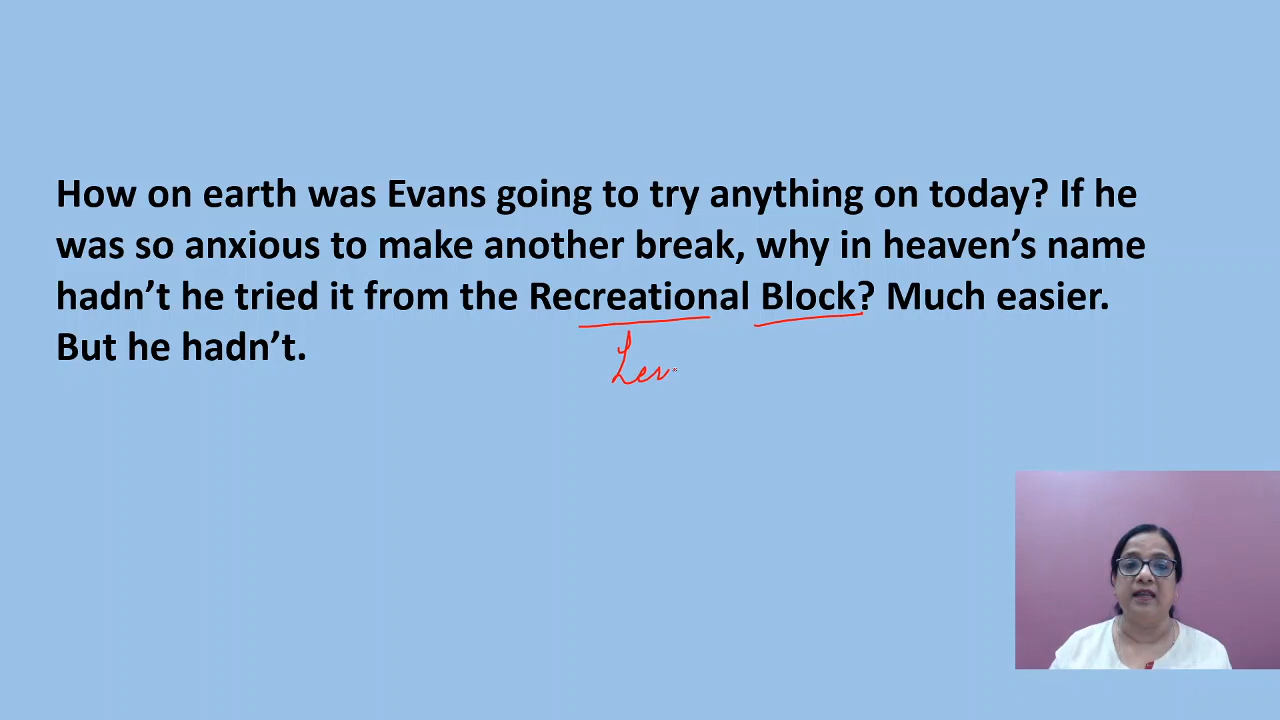 How on earth was Evans going to try anything on today? If he
was so anxious to make another break, why in heaven’s name
hadn’t he tried it from the Recreational Block? Much easier.
But he hadn’t.